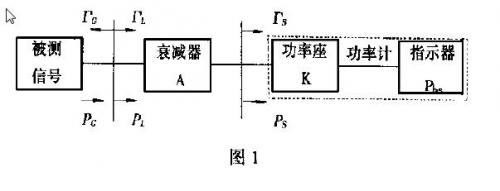 Γ_G Γ_L Γ_S
被测
信号
衰减器
A
功率座
K
功率计
指示器
P_bs
P_G P_L P_S
图 1